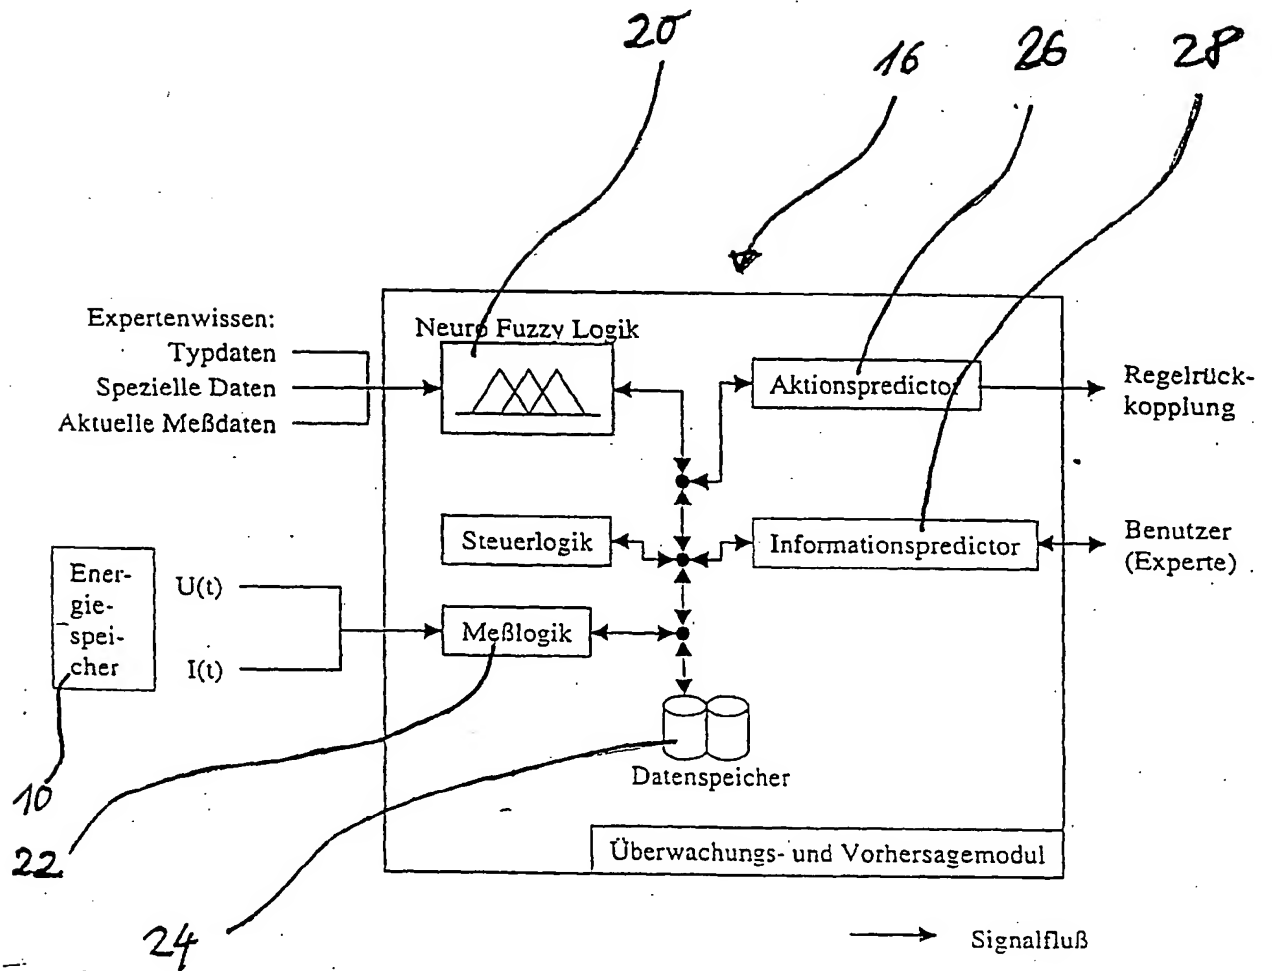 20
16
26
28
Expertenwissen:
Typdaten
Spezielle Daten
Aktuelle Meßdaten
Neuro Fuzzy Logik
Aktionspredictor
Regelrück-
kopplung
Steuerlogik
Informationspredictor
Benutzer
(Experte)
Ener-
gie-
spei-
cher
U(t)
I(t)
Meßlogik
Datenspeicher
10
22
24
Überwachungs- und Vorhersagemodul
Signalfluß